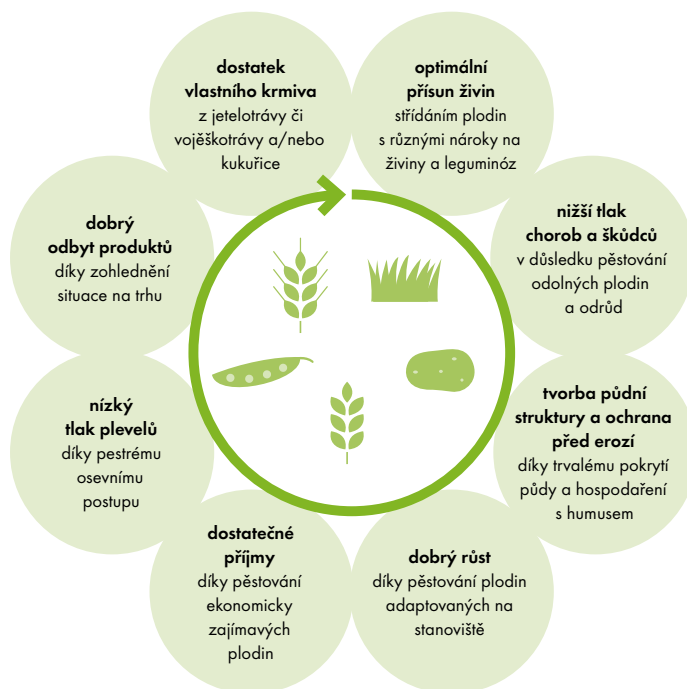 dostatek
vlastního krmiva
z jetelotrávy či
vojěškotrávy a/nebo
kukuřice
optimální
přísun živin
střídáním plodin
s různými nároky na
živiny a leguminóz
nižší tlak
chorob a škůdců
v důsledku pěstování
odolných plodin
a odrůd
tvorba půdní
struktury a ochrana
před erozí
díky trvalému pokrytí
půdy a hospodaření
s humusem
dobrý růst
díky pěstování plodin
adaptovaných na
stanoviště
dostatečné
příjmy
díky pěstování
ekonomicky
zajímavých
plodin
nízký
tlak plevelů
díky pestrému
osevnímu
postupu
dobrý
odbyt produktů
díky zohlednění
situace na trhu